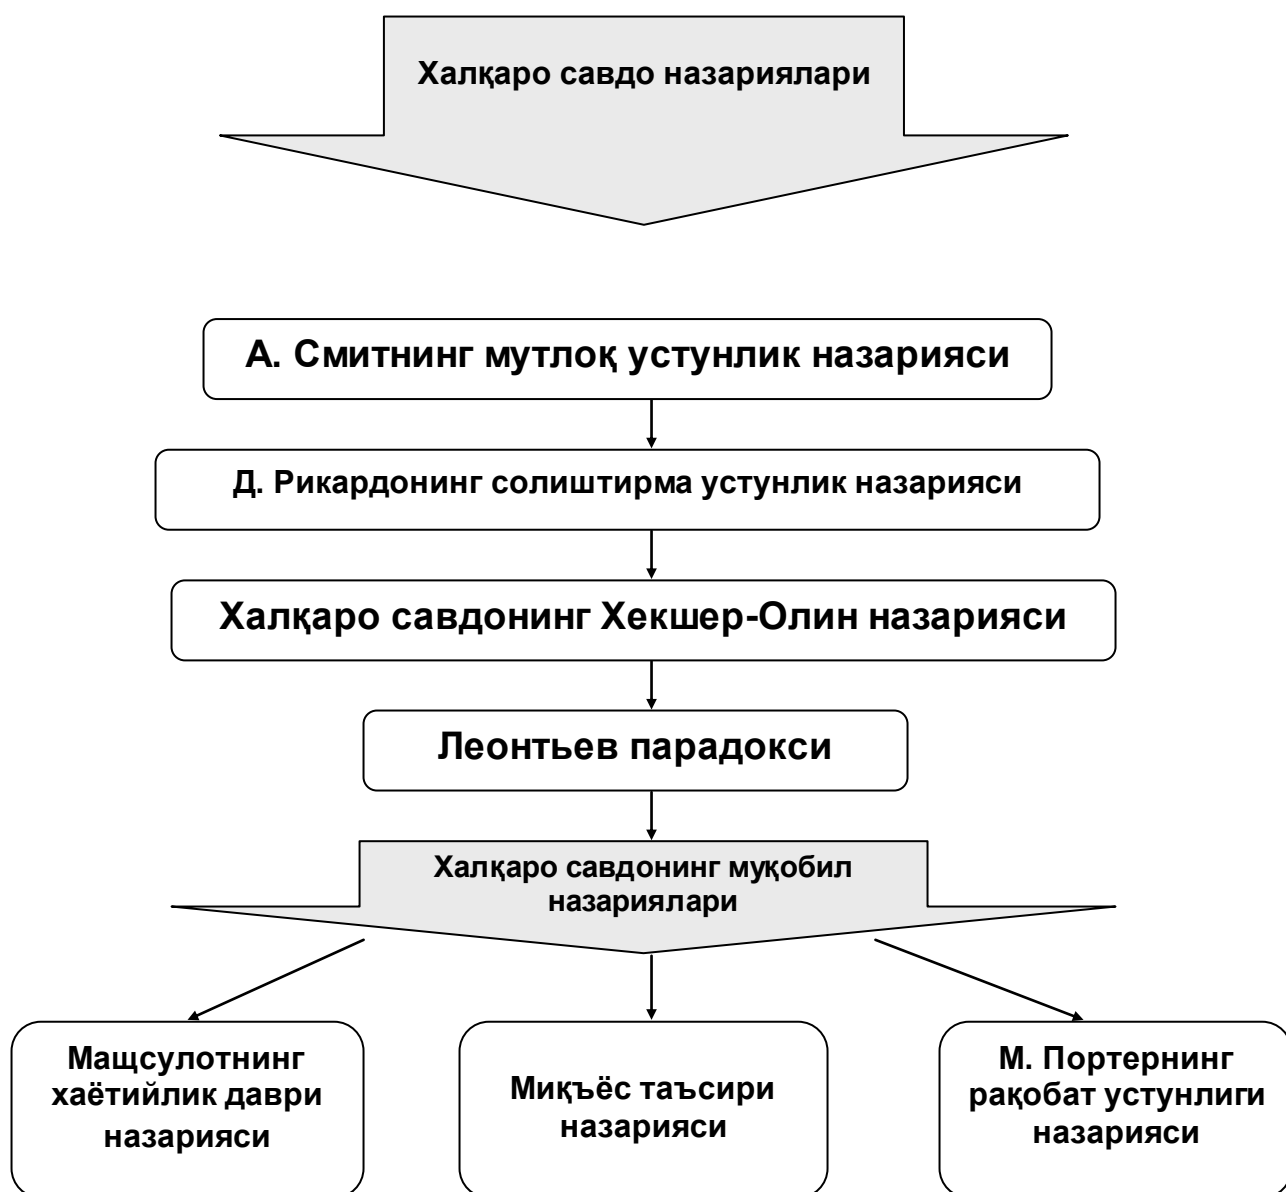 Халқаро савдо назариялари
А. Смитнинг мутлоқ устунлик назарияси
Д. Рикардонинг солиштирма устунлик назарияси
Халқаро савдонинг Хекшер-Олин назарияси
Леонтьев парадокси
Халқаро савдонинг муқобил
назариялари
Мащсулотнинг
хаётийлик даври
назарияси
Миқъёс таъсири
назарияси
М. Портернинг
рақобат устунлиги
назарияси